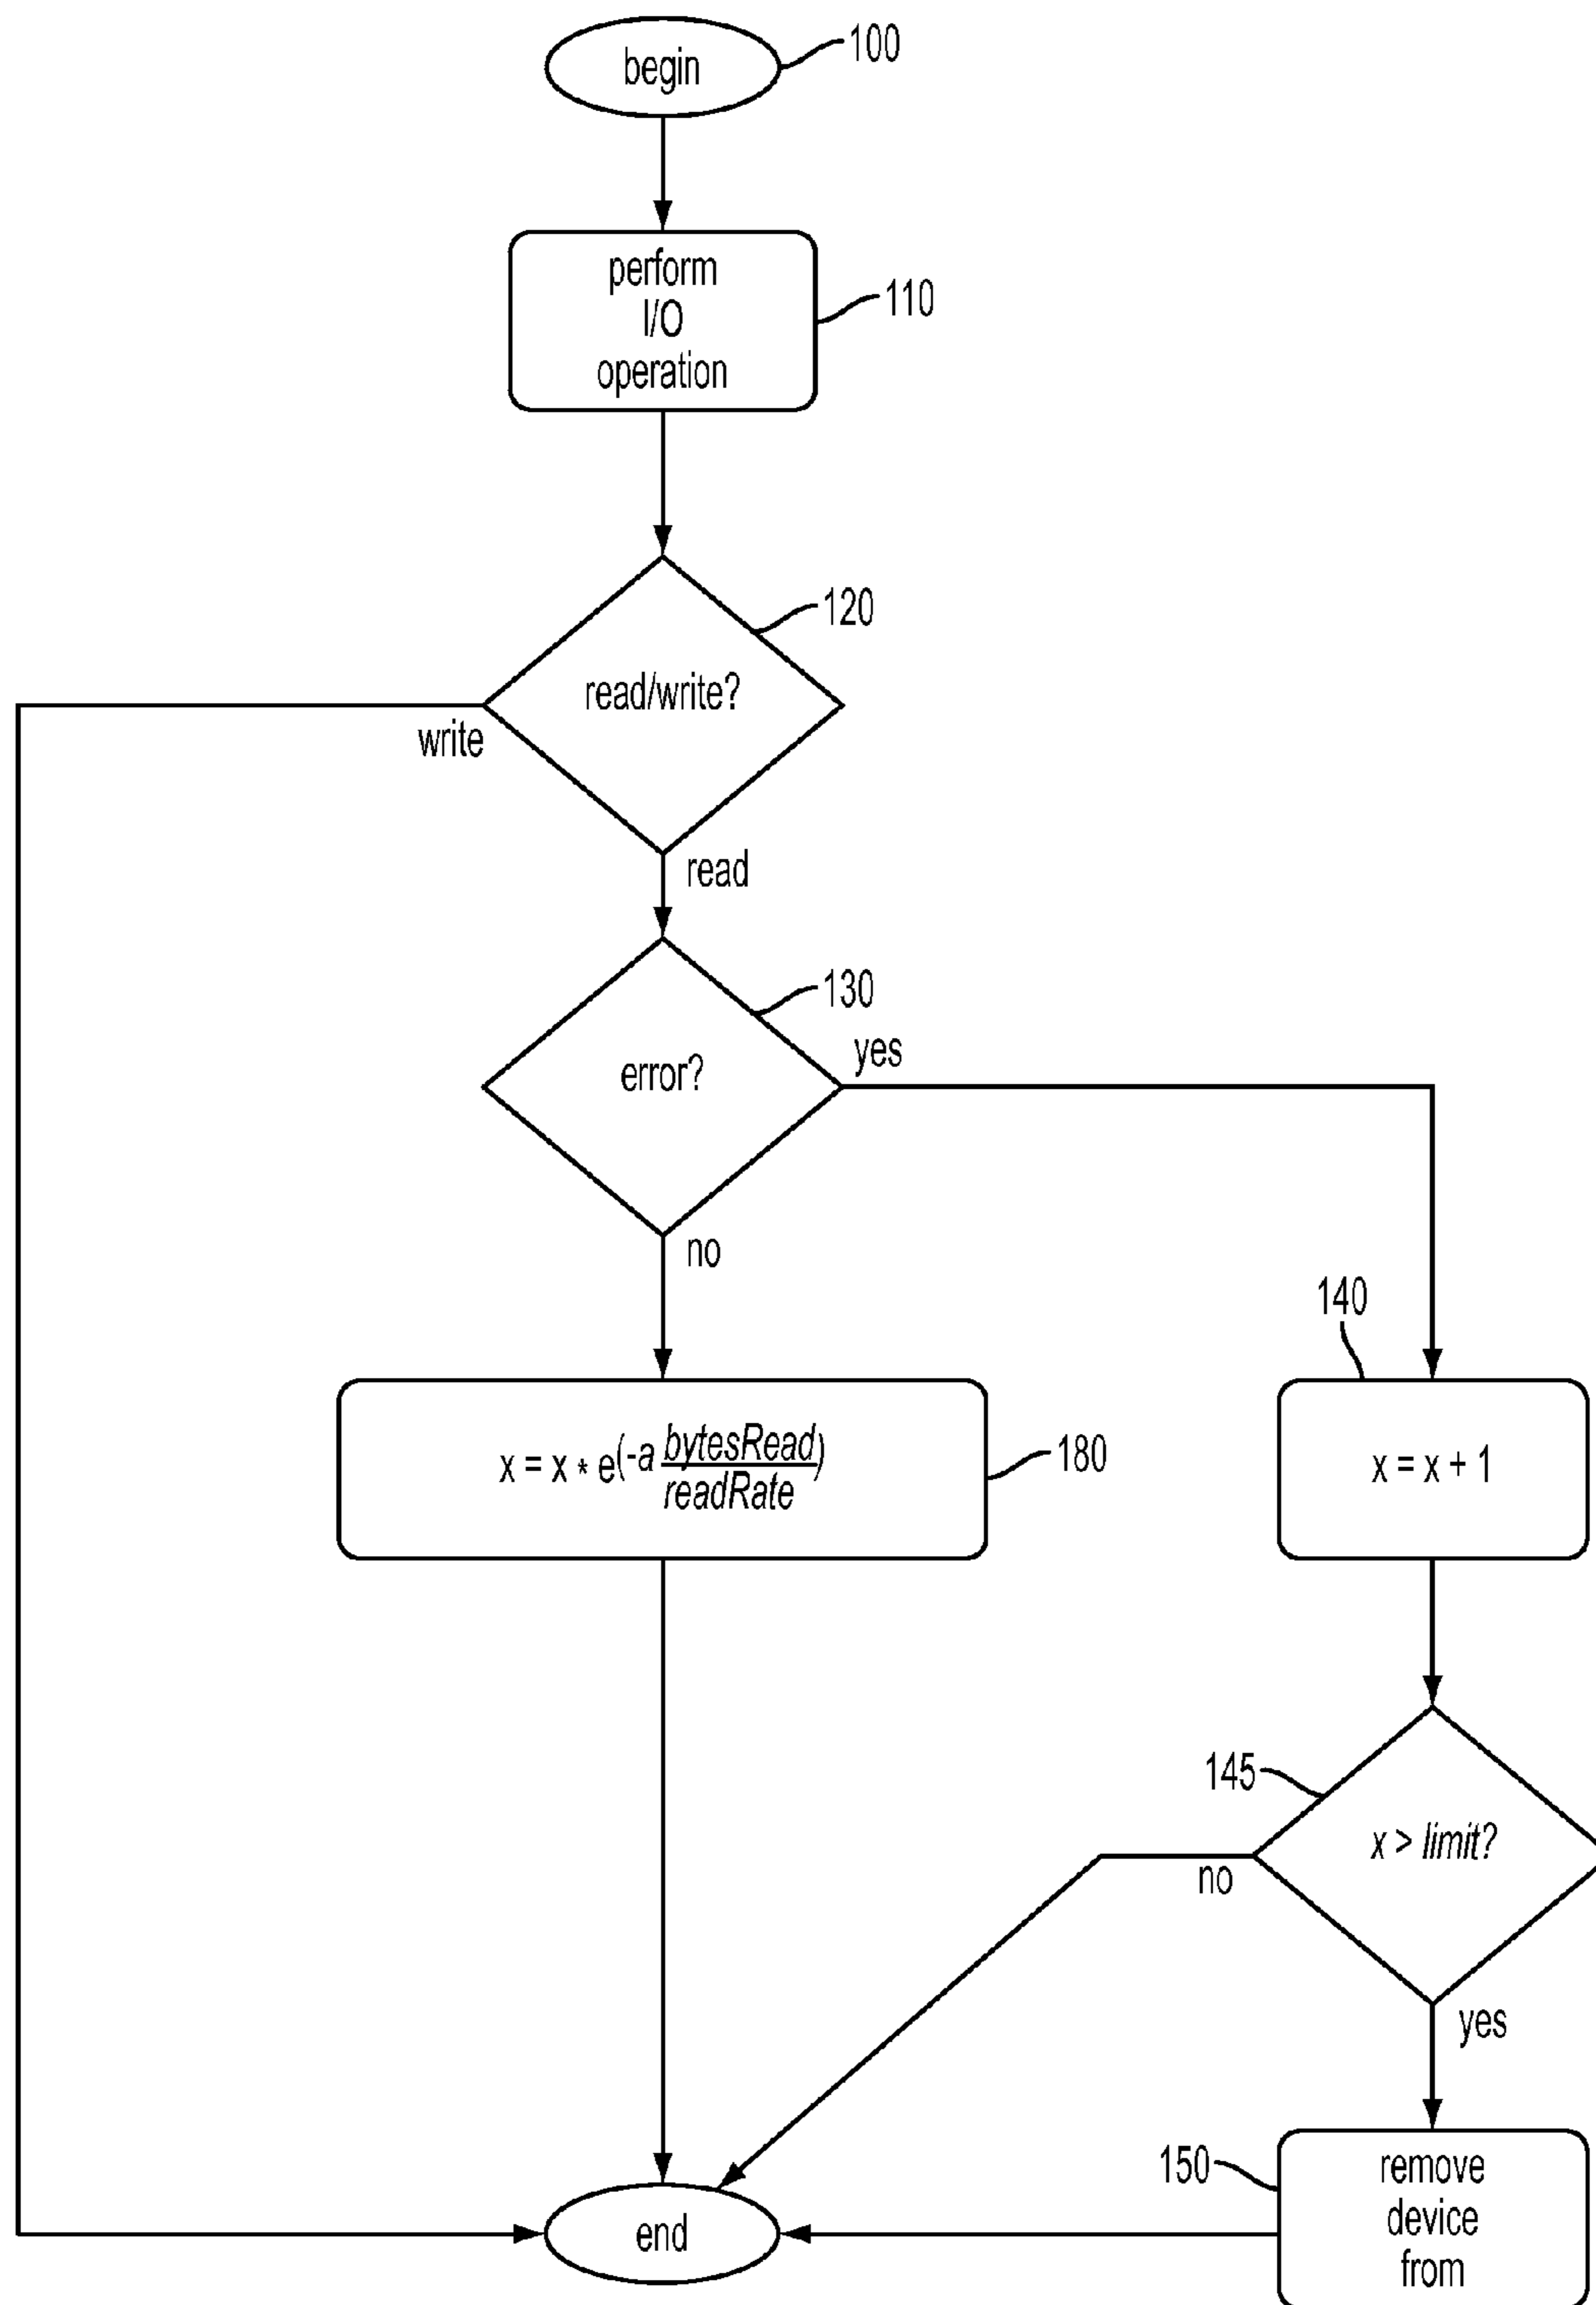 begin
100
perform
I/O
operation
110
120
read/write?
write
read
130
error?
yes
no
140
x = x * e(-a bytesRead/readRate)
180
x = x + 1
145
x > limit?
no
yes
150
remove
device
from
end